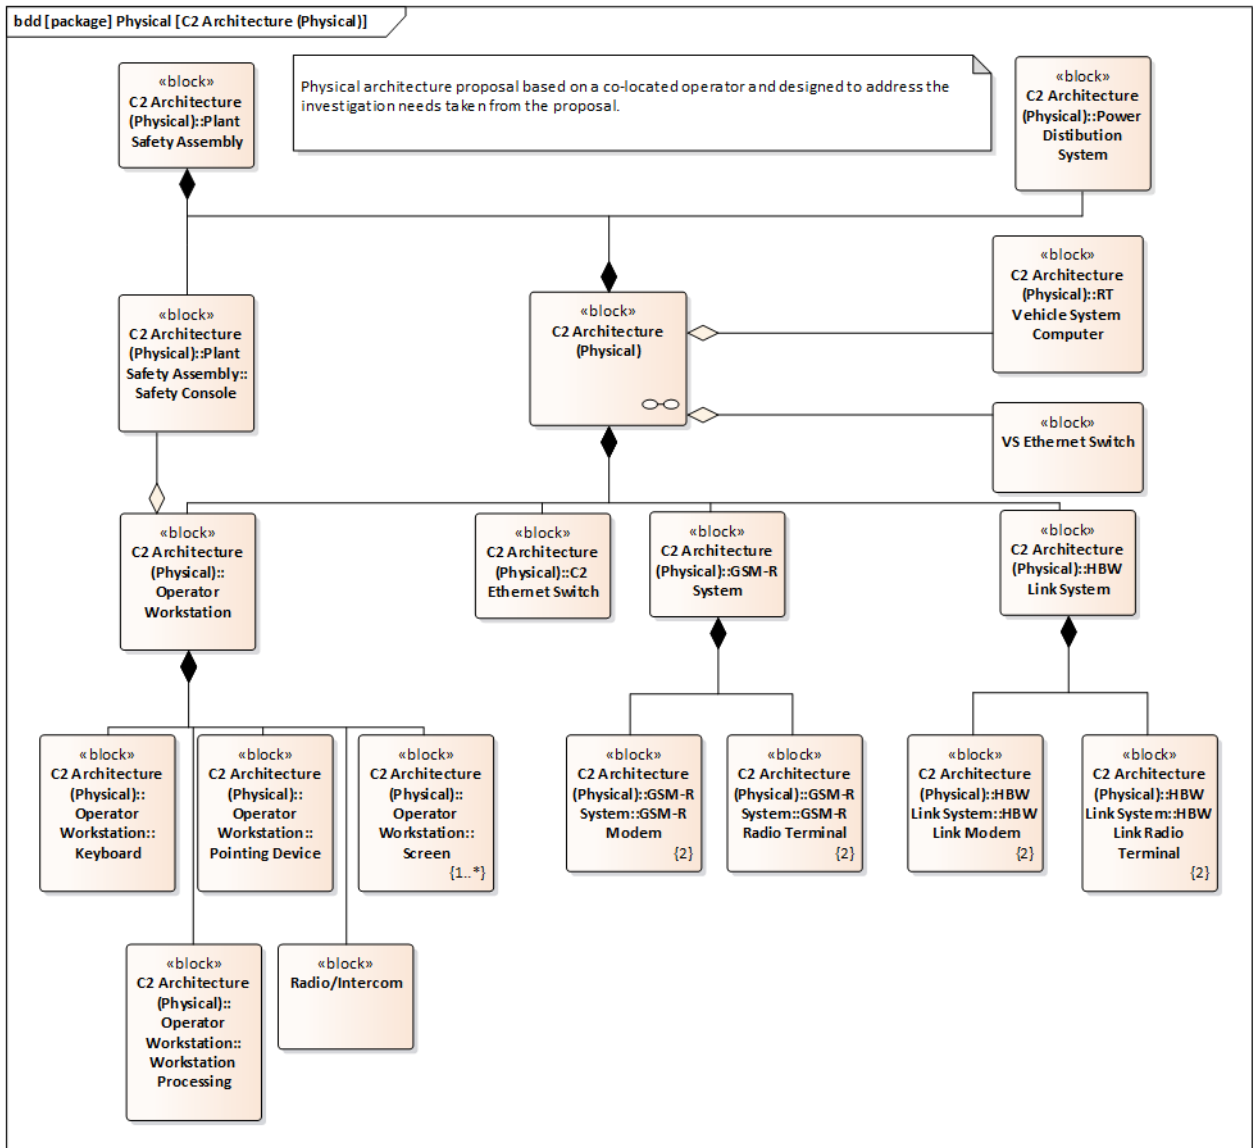 bdd [package] Physical [C2 Architecture (Physical)]
«block»
C2 Architecture
(Physical)::Plant
Safety Assembly
Physical architecture proposal based on a co-located operator and designed to address the
investigation needs taken from the proposal.
«block»
C2 Architecture
(Physical)::Power
Distibution
System
«block»
C2 Architecture
(Physical)::RT
Vehicle System
Computer
«block»
C2 Architecture
(Physical)::Plant
Safety Assembly::
Safety Console
«block»
C2 Architecture
(Physical)
«block»
VS Ethernet Switch
«block»
C2 Architecture
(Physical)::
Operator
Workstation
«block»
C2 Architecture
(Physical)::C2
Ethernet Switch
«block»
C2 Architecture
(Physical)::GSM-R
System
«block»
C2 Architecture
(Physical)::HBW
Link System
«block»
C2 Architecture
(Physical)::
Operator
Workstation::
Keyboard
«block»
C2 Architecture
(Physical)::
Operator
Workstation::
Pointing Device
«block»
C2 Architecture
(Physical)::
Operator
Workstation::
Screen
{1..*}
«block»
C2 Architecture
(Physical)::GSM-R
System::GSM-R
Modem
{2}
«block»
C2 Architecture
(Physical)::GSM-R
System::GSM-R
Radio Terminal
{2}
«block»
C2 Architecture
(Physical)::HBW
Link System::HBW
Link Modem
{2}
«block»
C2 Architecture
(Physical)::HBW
Link System::HBW
Link Radio
Terminal
{2}
«block»
C2 Architecture
(Physical)::
Operator
Workstation::
Workstation
Processing
«block»
Radio/Intercom